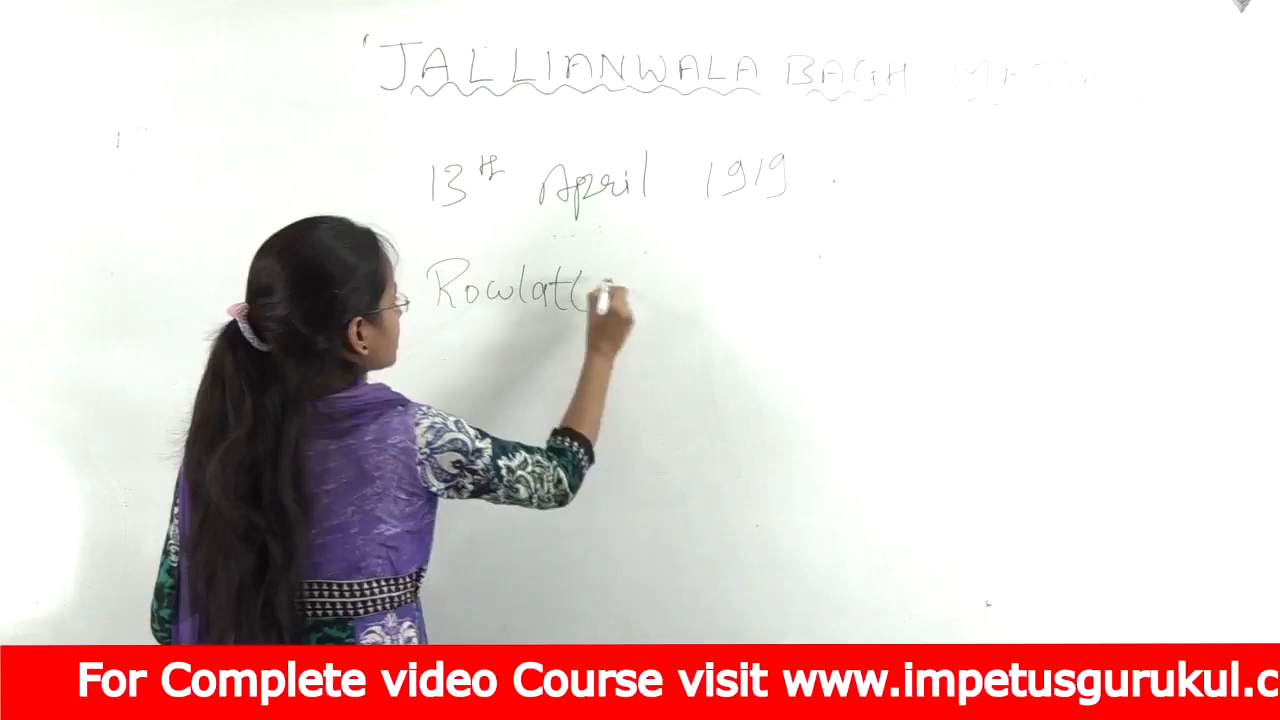 JALLIANWALA BAGH
13th April 1919
Rowlatt
For Complete video Course visit www.impetusgurukul.c